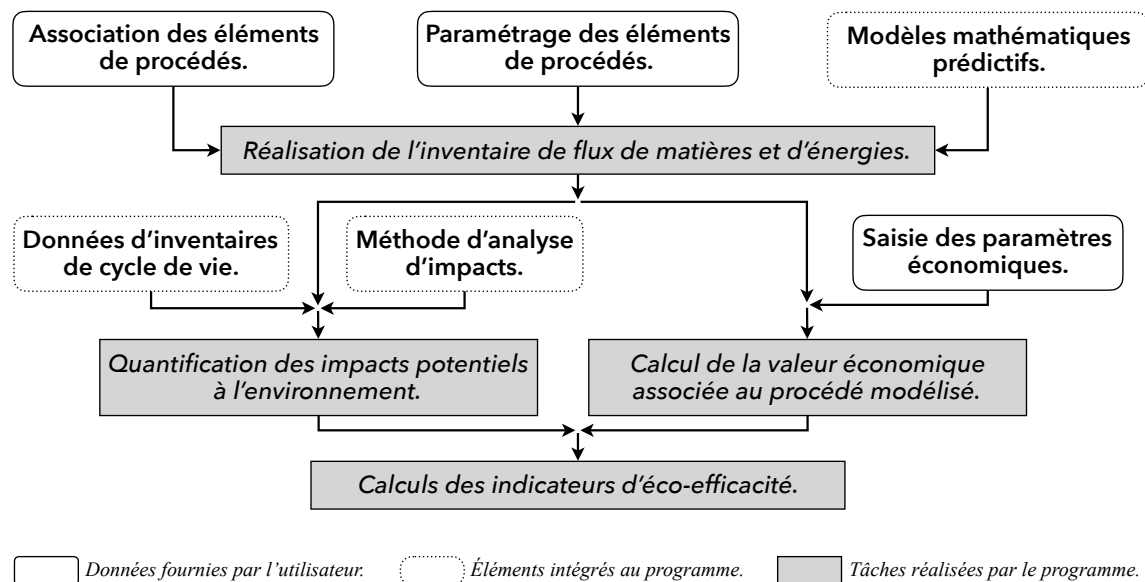 Association des éléments
de procédés.
Paramétrage des éléments
de procédés.
Modèles mathématiques
prédictifs.
Réalisation de l’inventaire de flux de matières et d’énergies.
Données d’inventaires
de cycle de vie.
Méthode d’analyse
d’impacts.
Saisie des paramètres
économiques.
Quantification des impacts potentiels
à l’environnement.
Calcul de la valeur économique
associée au procédé modélisé.
Calculs des indicateurs d’éco-efficacité.
Données fournies par l’utilisateur.
Éléments intégrés au programme.
Tâches réalisées par le programme.